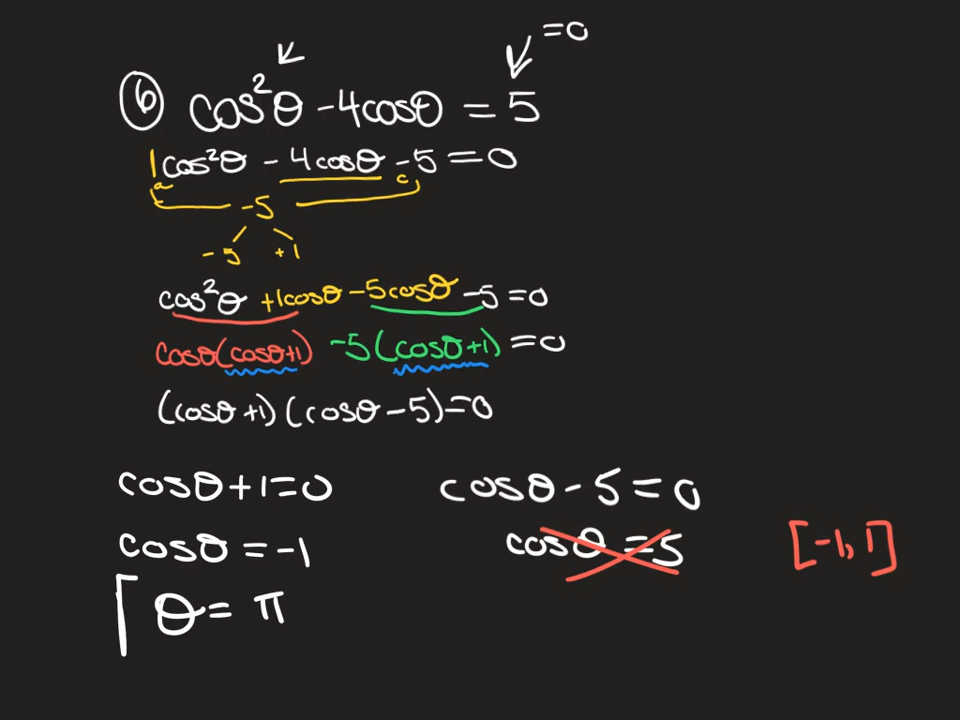 =0
⑥ cos²θ -4cosθ = 5
1cos²θ - 4cosθ -5 = 0
a c
-5
-5 +1
cos²θ +1cosθ -5cosθ -5 = 0
cosθ(cosθ+1) -5(cosθ+1) = 0
(cosθ+1)(cosθ-5)=0
cosθ+1=0 cosθ-5=0
cosθ = -1 cosθ=5 [-1,1]
θ= π